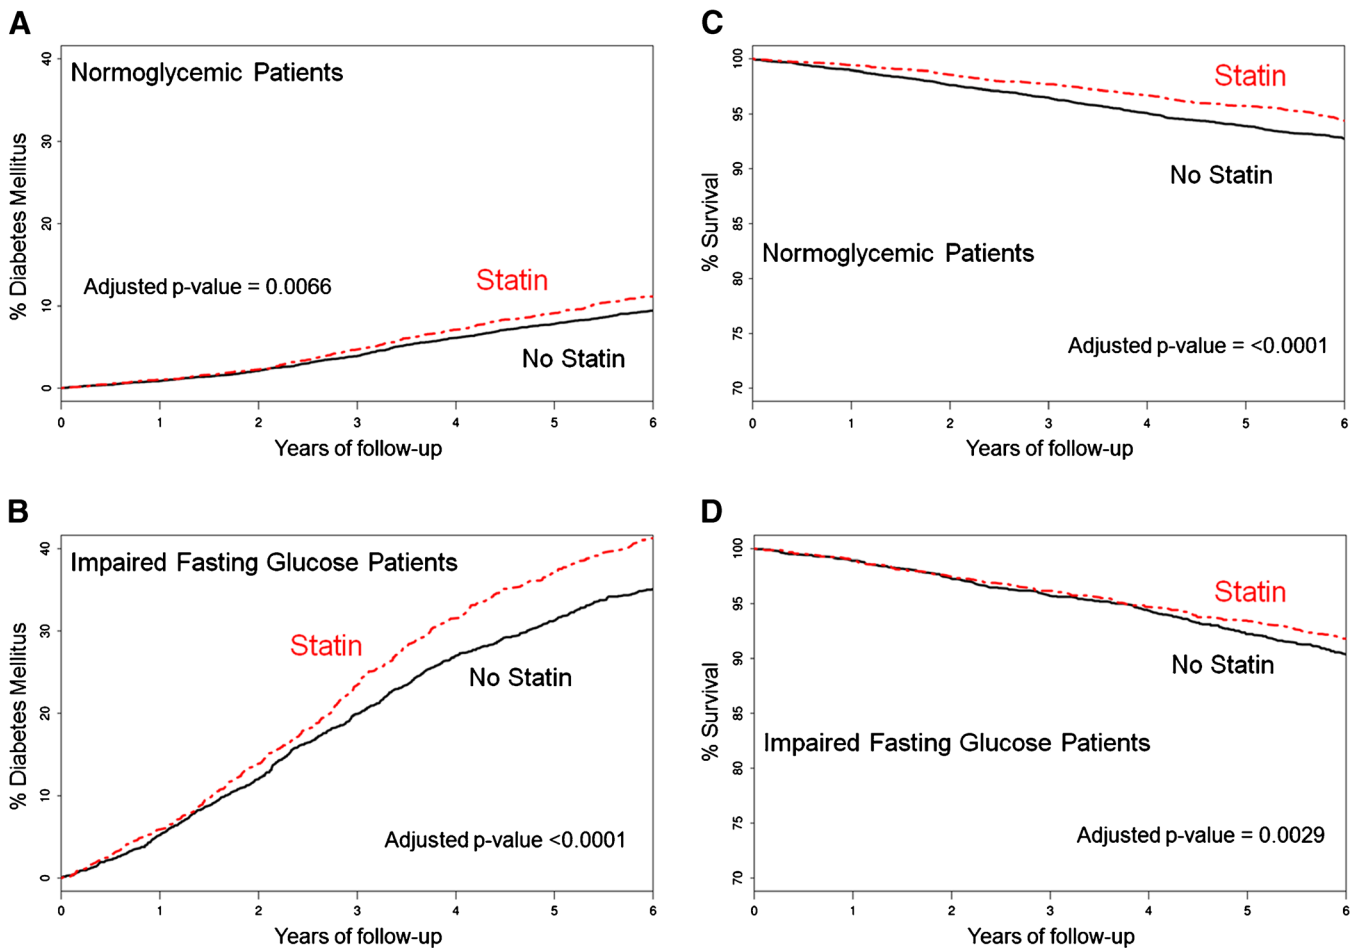 A
Normoglycemic Patients
% Diabetes Mellitus
40
30
20
10
0
Adjusted p-value = 0.0066
Statin
No Statin
0 1 2 3 4 5 6
Years of follow-up
C
% Survival
100
95
90
85
80
75
70
Statin
No Statin
Normoglycemic Patients
Adjusted p-value = <0.0001
0 1 2 3 4 5 6
Years of follow-up
B
Impaired Fasting Glucose Patients
% Diabetes Mellitus
40
30
20
10
0
Statin
No Statin
Adjusted p-value <0.0001
0 1 2 3 4 5 6
Years of follow-up
D
% Survival
100
95
90
85
80
75
70
Statin
No Statin
Impaired Fasting Glucose Patients
Adjusted p-value = 0.0029
0 1 2 3 4 5 6
Years of follow-up